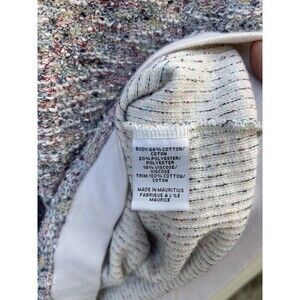 BODY:66% COTTON/
COTON
20% POLYESTER/
POLYESTER
14% VISCOSE/
VISCOSE
TRIM:100% COTTON/
COTON
MADE IN MAURITIUS
FABRIQUE À L'ILE
MAURICE